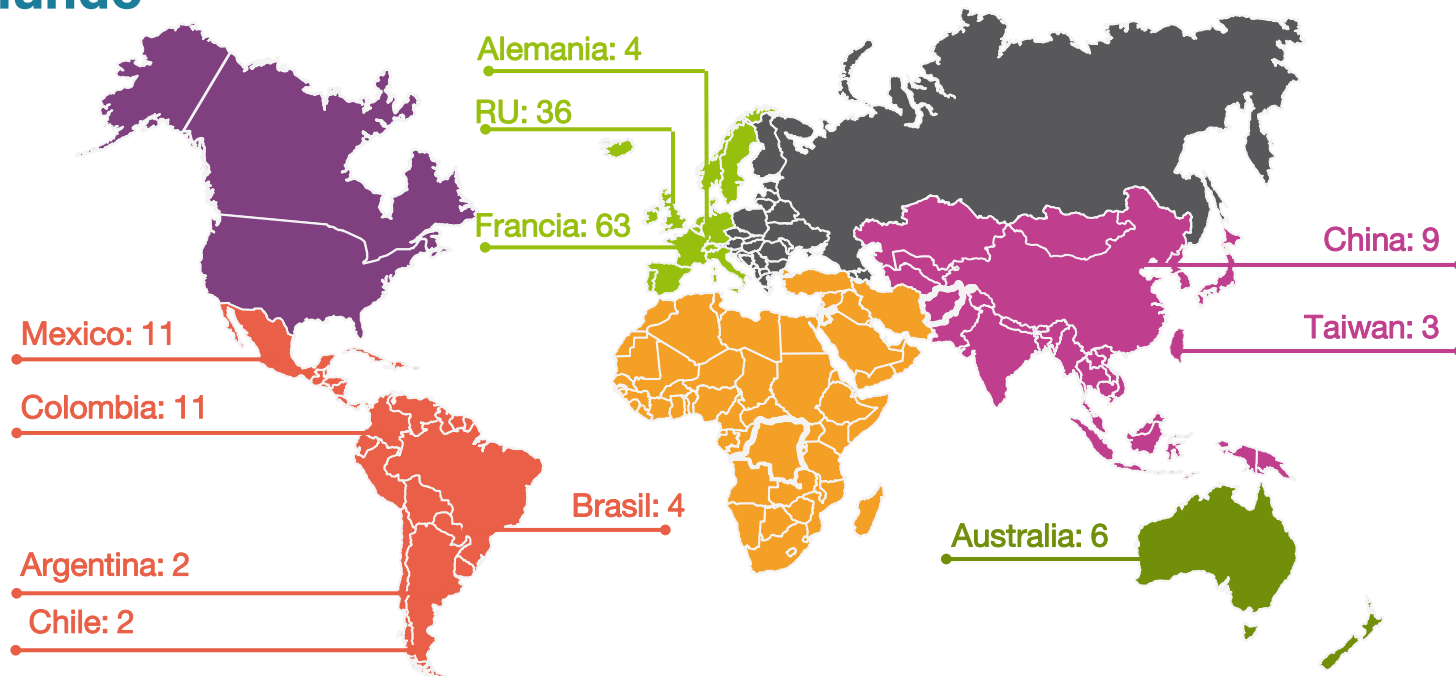 Alemania: 4
RU: 36
Francia: 63
China: 9
Taiwan: 3
Mexico: 11
Colombia: 11
Brasil: 4
Australia: 6
Argentina: 2
Chile: 2